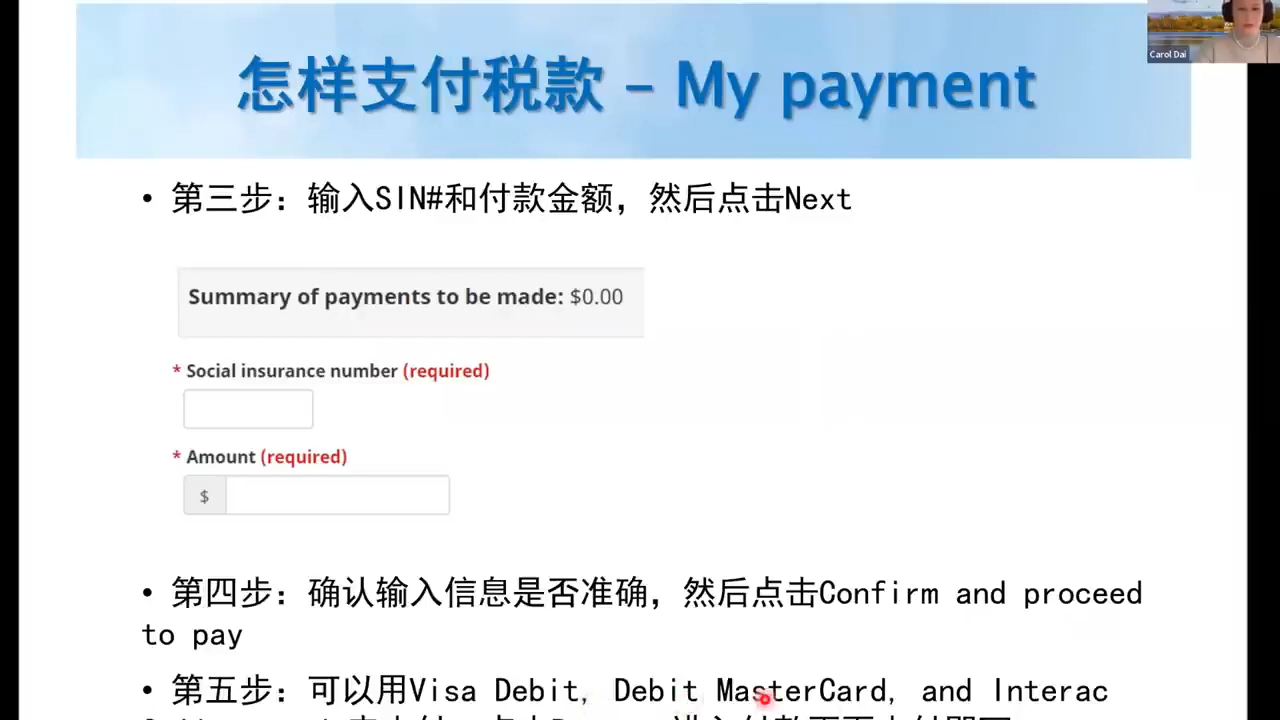 怎样支付税款 – My payment
Carol Dai
• 第三步：输入SIN#和付款金额，然后点击Next
Summary of payments to be made: $0.00
* Social insurance number (required)
* Amount (required)
$
• 第四步：确认输入信息是否准确，然后点击Confirm and proceed
to pay
• 第五步：可以用Visa Debit, Debit MasterCard, and Interac